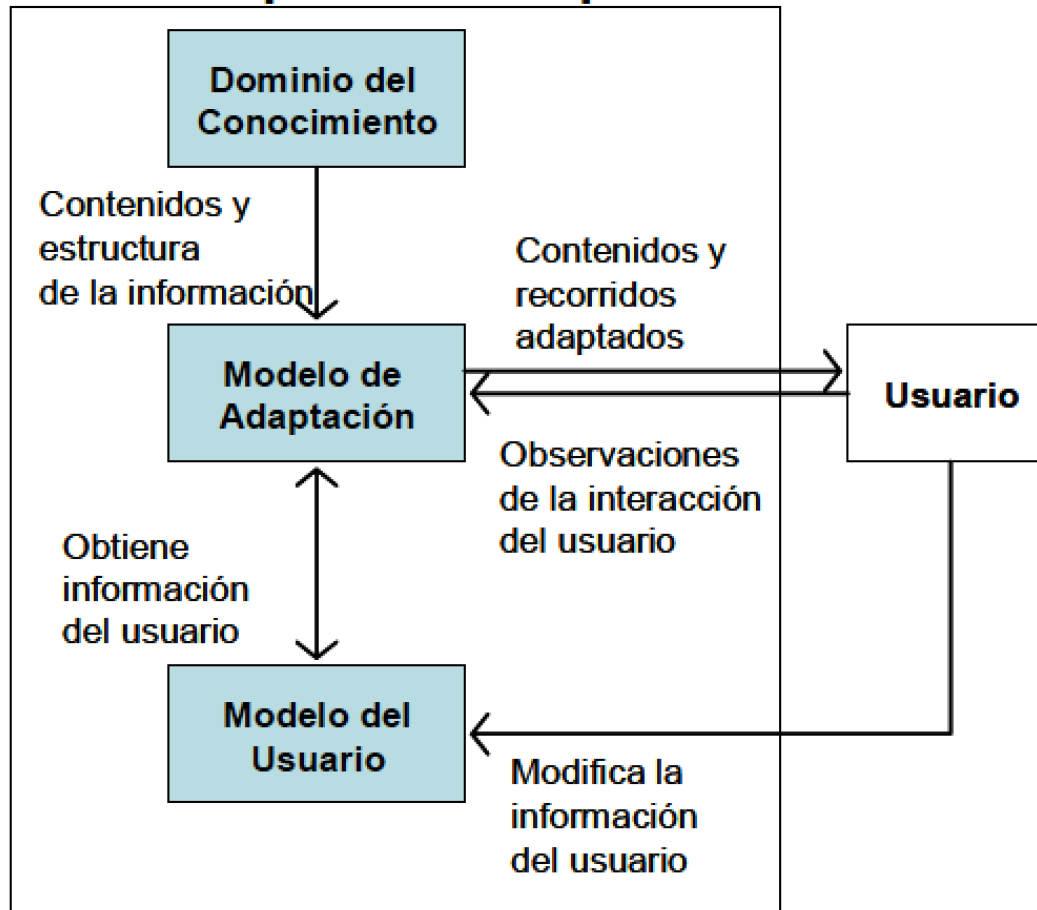 Dominio del
Conocimiento
Contenidos y
estructura
de la información
Contenidos y
recorridos
adaptados
Modelo de
Adaptación
Usuario
Observaciones
de la interacción
del usuario
Obtiene
información
del usuario
Modelo del
Usuario
Modifica la
información
del usuario